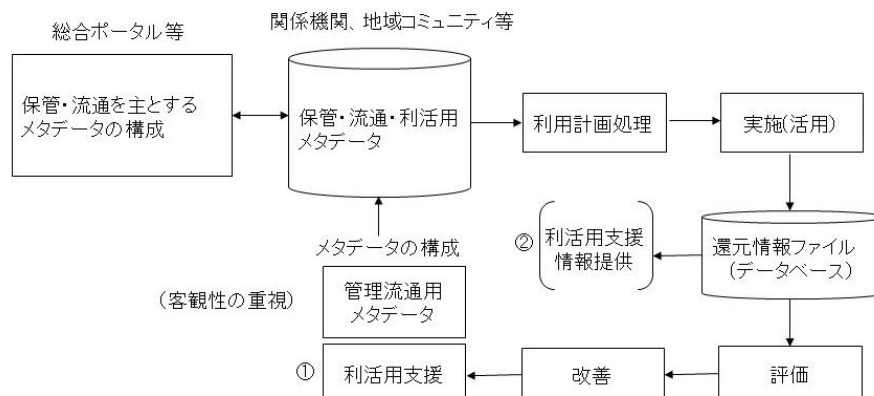 総合ポータル等
関係機関、地域コミュニティ等
保管・流通を主とする
メタデータの構成
保管・流通・利活用
メタデータ
利用計画処理
実施(活用)
メタデータの構成
②
利活用支援
情報提供
還元情報ファイル
(データベース)
(客観性の重視)
管理流通用
メタデータ
①
利活用支援
改善
評価